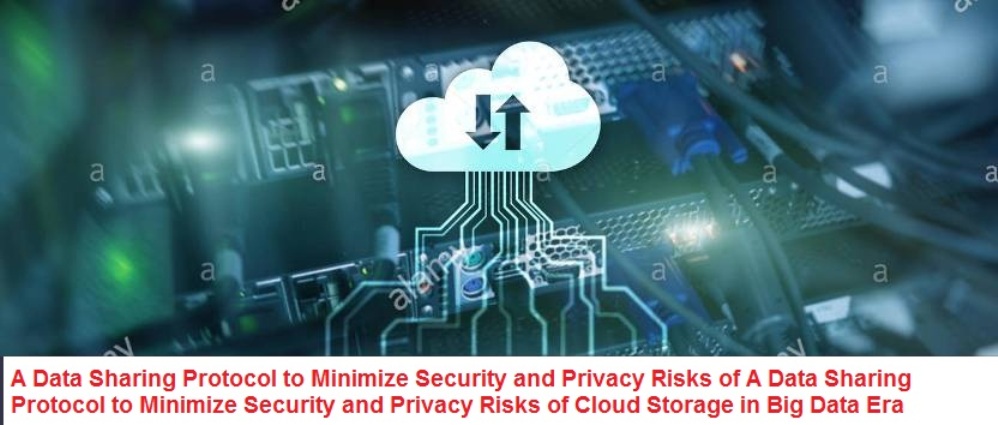 a
a a a a
a a a a
alamy
a a a
A Data Sharing Protocol to Minimize Security and Privacy Risks of A Data Sharing
Protocol to Minimize Security and Privacy Risks of Cloud Storage in Big Data Era